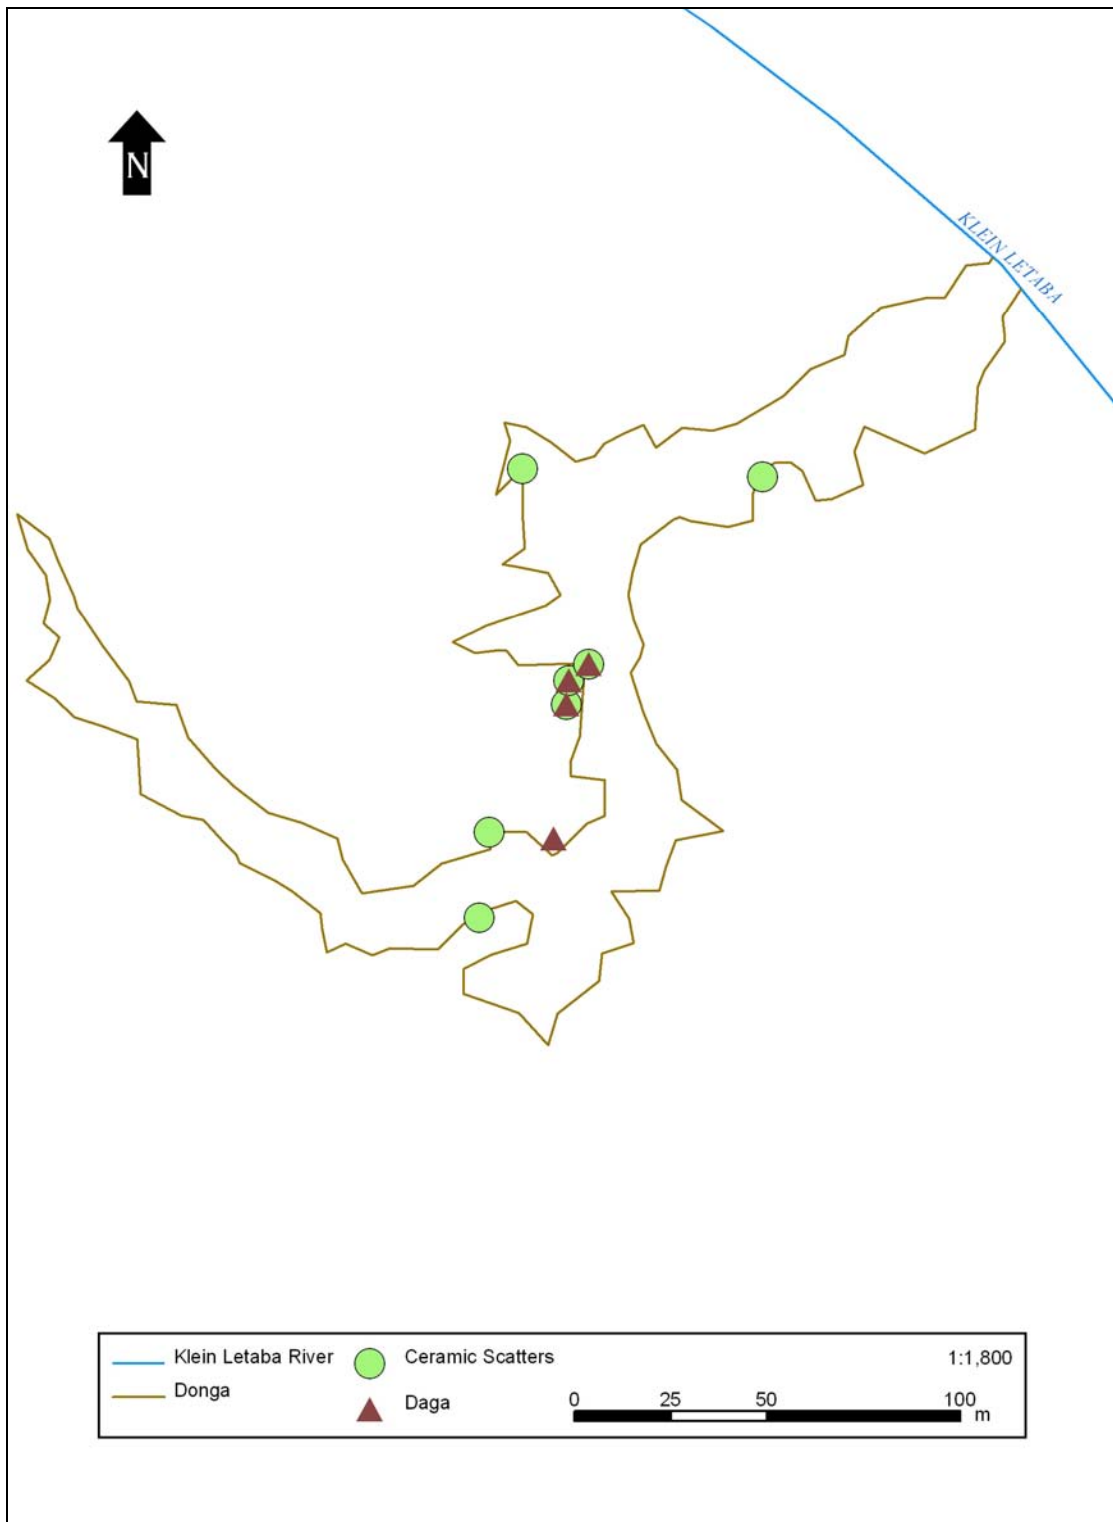 N
KLEIN LETABA
Klein Letaba River
Ceramic Scatters
1:1,800
Donga
Daga
0 25 50 100
m